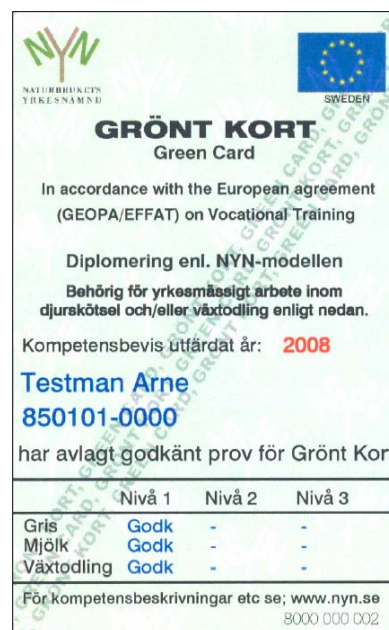 NYN
NATURBRUKETS
YRKESNÄMND
SWEDEN
GRÖNT KORT
Green Card
In accordance with the European agreement
(GEOPA/EFFAT) on Vocational Training
Diplomering enl. NYN-modellen
Behörig för yrkesmässigt arbete inom
djurskötsel och/eller växtodling enligt nedan.
Kompetensbevis utfärdat år: 2008
Testman Arne
850101-0000
har avlagt godkänt prov för Grönt Kort
Nivå 1 Nivå 2 Nivå 3
Gris Godk - -
Mjölk Godk - -
Växtodling Godk - -
För kompetensbeskrivningar etc se; www.nyn.se
8000 000 002